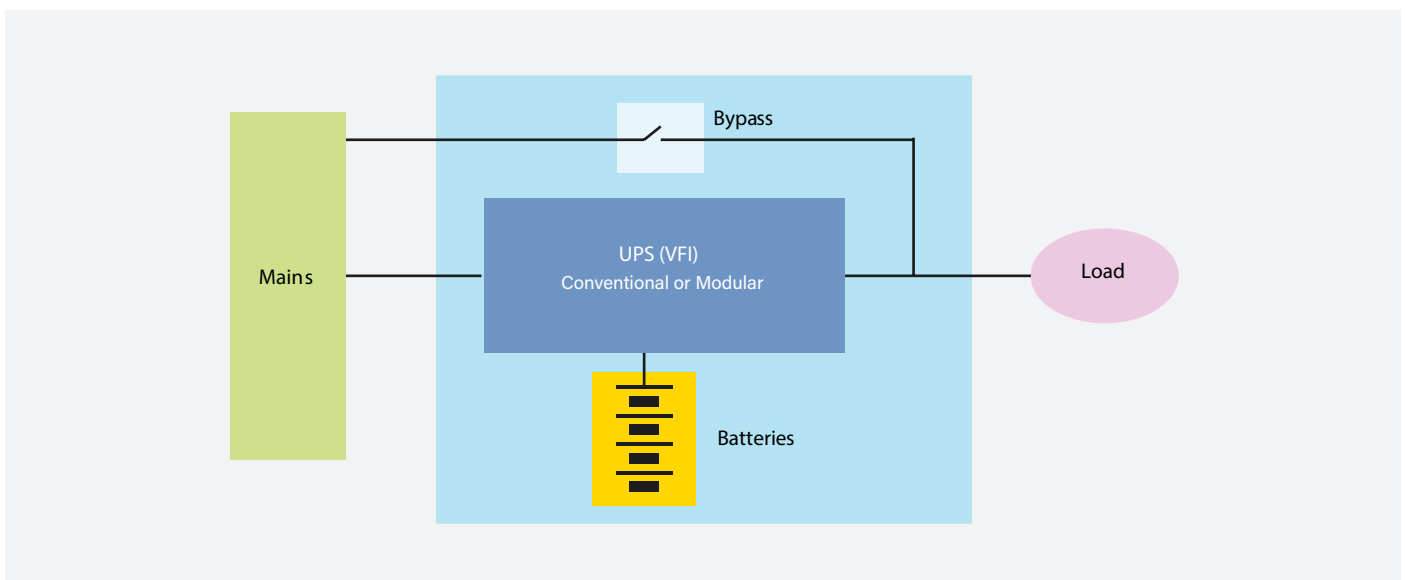 Bypass
Mains
UPS (VFI)
Conventional or Modular
Load
Batteries